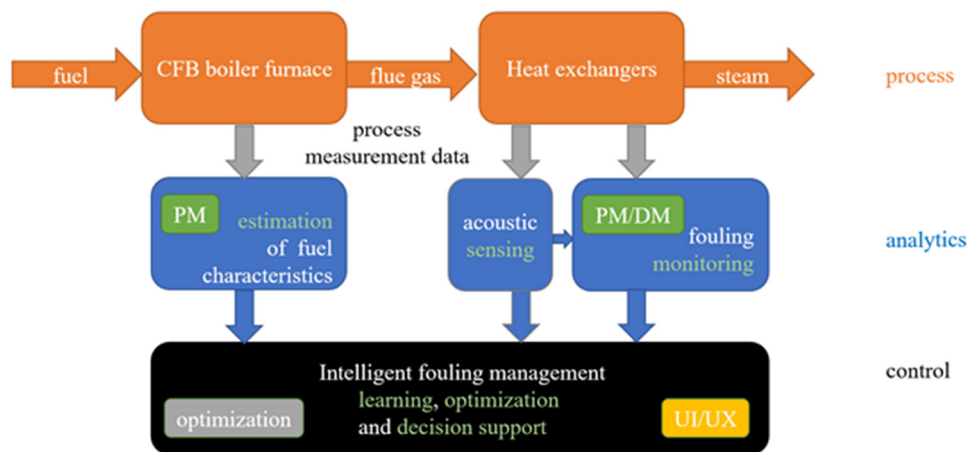 fuel
CFB boiler furnace
flue gas
Heat exchangers
steam
process
process
measurement data
PM
estimation
of fuel
characteristics
acoustic
sensing
PM/DM
fouling
monitoring
analytics
Intelligent fouling management
learning, optimization
and decision support
optimization
UI/UX
control